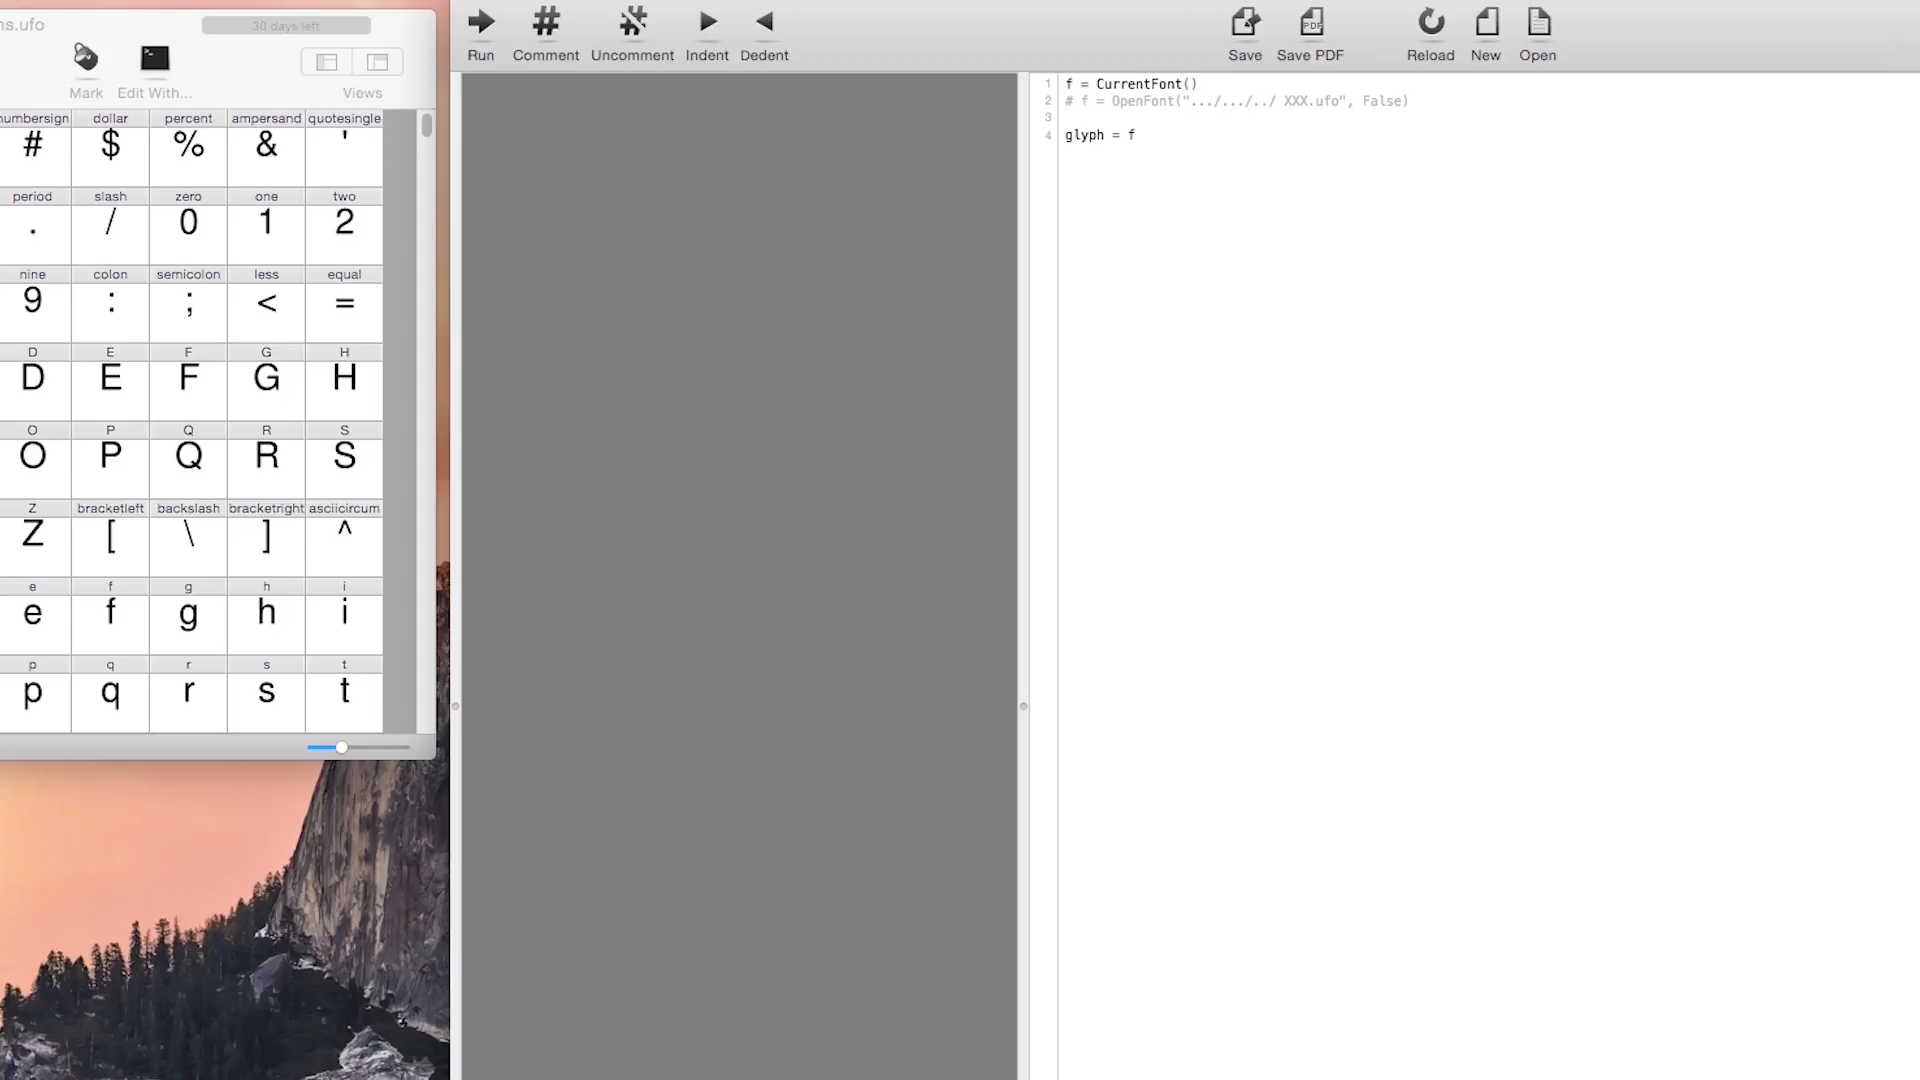 ns.ufo
30 days left
Mark
Edit With...
Views
numbersign dollar percent ampersand quotesingle
# $ % & '
period slash zero one two
. / 0 1 2
nine colon semicolon less equal
9 : ; < =
D E F G H
D E F G H
O P Q R S
O P Q R S
Z bracketleft backslash bracketright asciicircum
Z [ \ ] ^
e f g h i
e f g h i
p q r s t
p q r s t
Run Comment Uncomment Indent Dedent
PDF
Save Save PDF Reload New Open
1 f = CurrentFont()
2 # f = OpenFont(".../.../../ XXX.ufo", False)
3
4 glyph = f